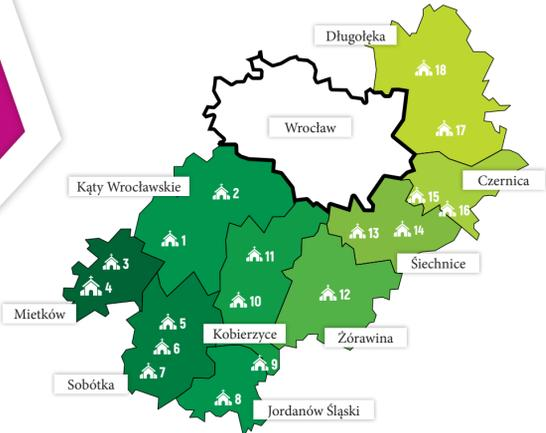 Długołęka
18
Wrocław
17
Kąty Wrocławskie
2
Czernica
15
16
13
14
1
11
3
Śiechnice
4
12
10
Mietków
5
Kobierzyce
Żórawina
6
9
7
Sobótka
8
Jordanów Śląski